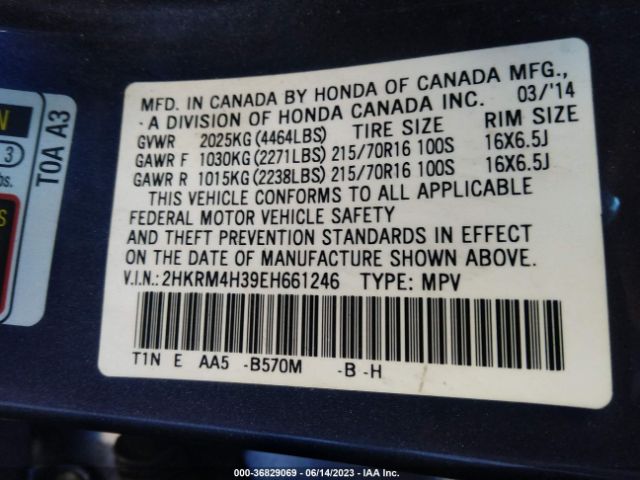 MFD. IN CANADA BY HONDA OF CANADA MFG.,
- A DIVISION OF HONDA CANADA INC. 03/'14
GVWR 2025KG(4464LBS) TIRE SIZE RIM SIZE
GAWR F 1030KG(2271LBS) 215/70R16 100S 16X6.5J
GAWR R 1015KG(2238LBS) 215/70R16 100S 16X6.5J
THIS VEHICLE CONFORMS TO ALL APPLICABLE
FEDERAL MOTOR VEHICLE SAFETY
AND THEFT PREVENTION STANDARDS IN EFFECT
ON THE DATE OF MANUFACTURE SHOWN ABOVE.
V.I.N.: 2HKRM4H39EH661246 TYPE: MPV
T1N E AA5 -B570M -B -H
T0A A3
N
3
bs.
S
000-36829069 - 06/14/2023 - IAA Inc.